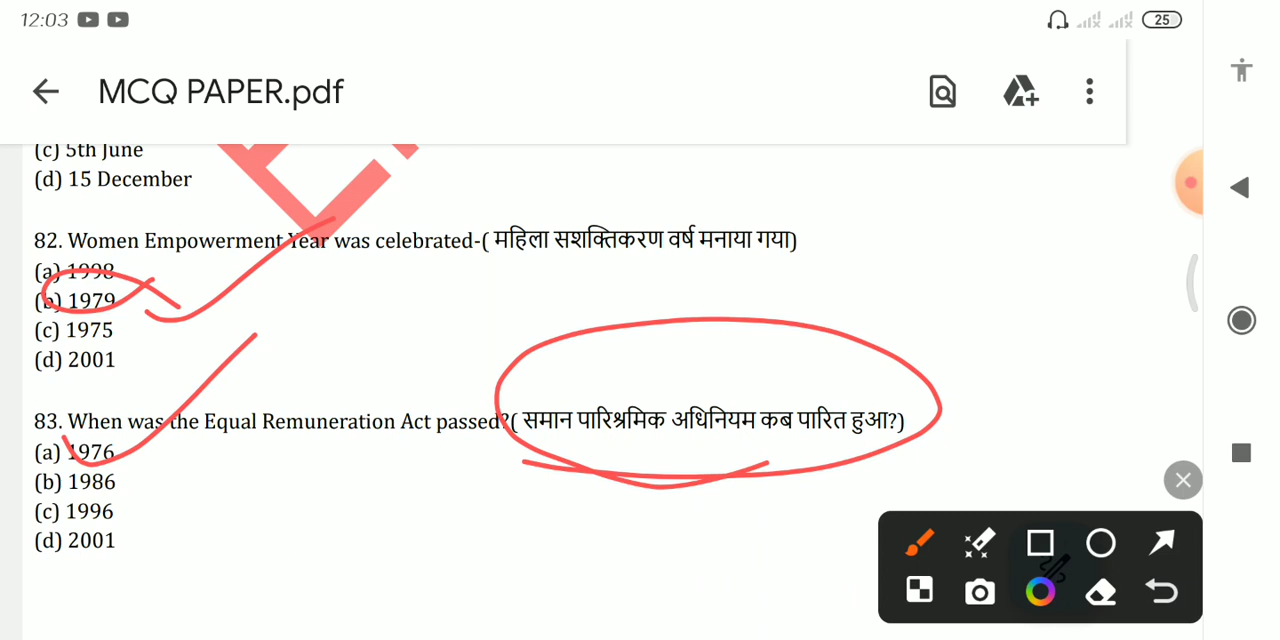 12:03
25
MCQ PAPER.pdf
(c) 5th June
(d) 15 December
82. Women Empowerment Year was celebrated-( महिला सशक्तिकरण वर्ष मनाया गया)
(a) 1998
(b) 1979
(c) 1975
(d) 2001
83. When was the Equal Remuneration Act passed?( समान पारिश्रमिक अधिनियम कब पारित हुआ?)
(a) 1976
(b) 1986
(c) 1996
(d) 2001